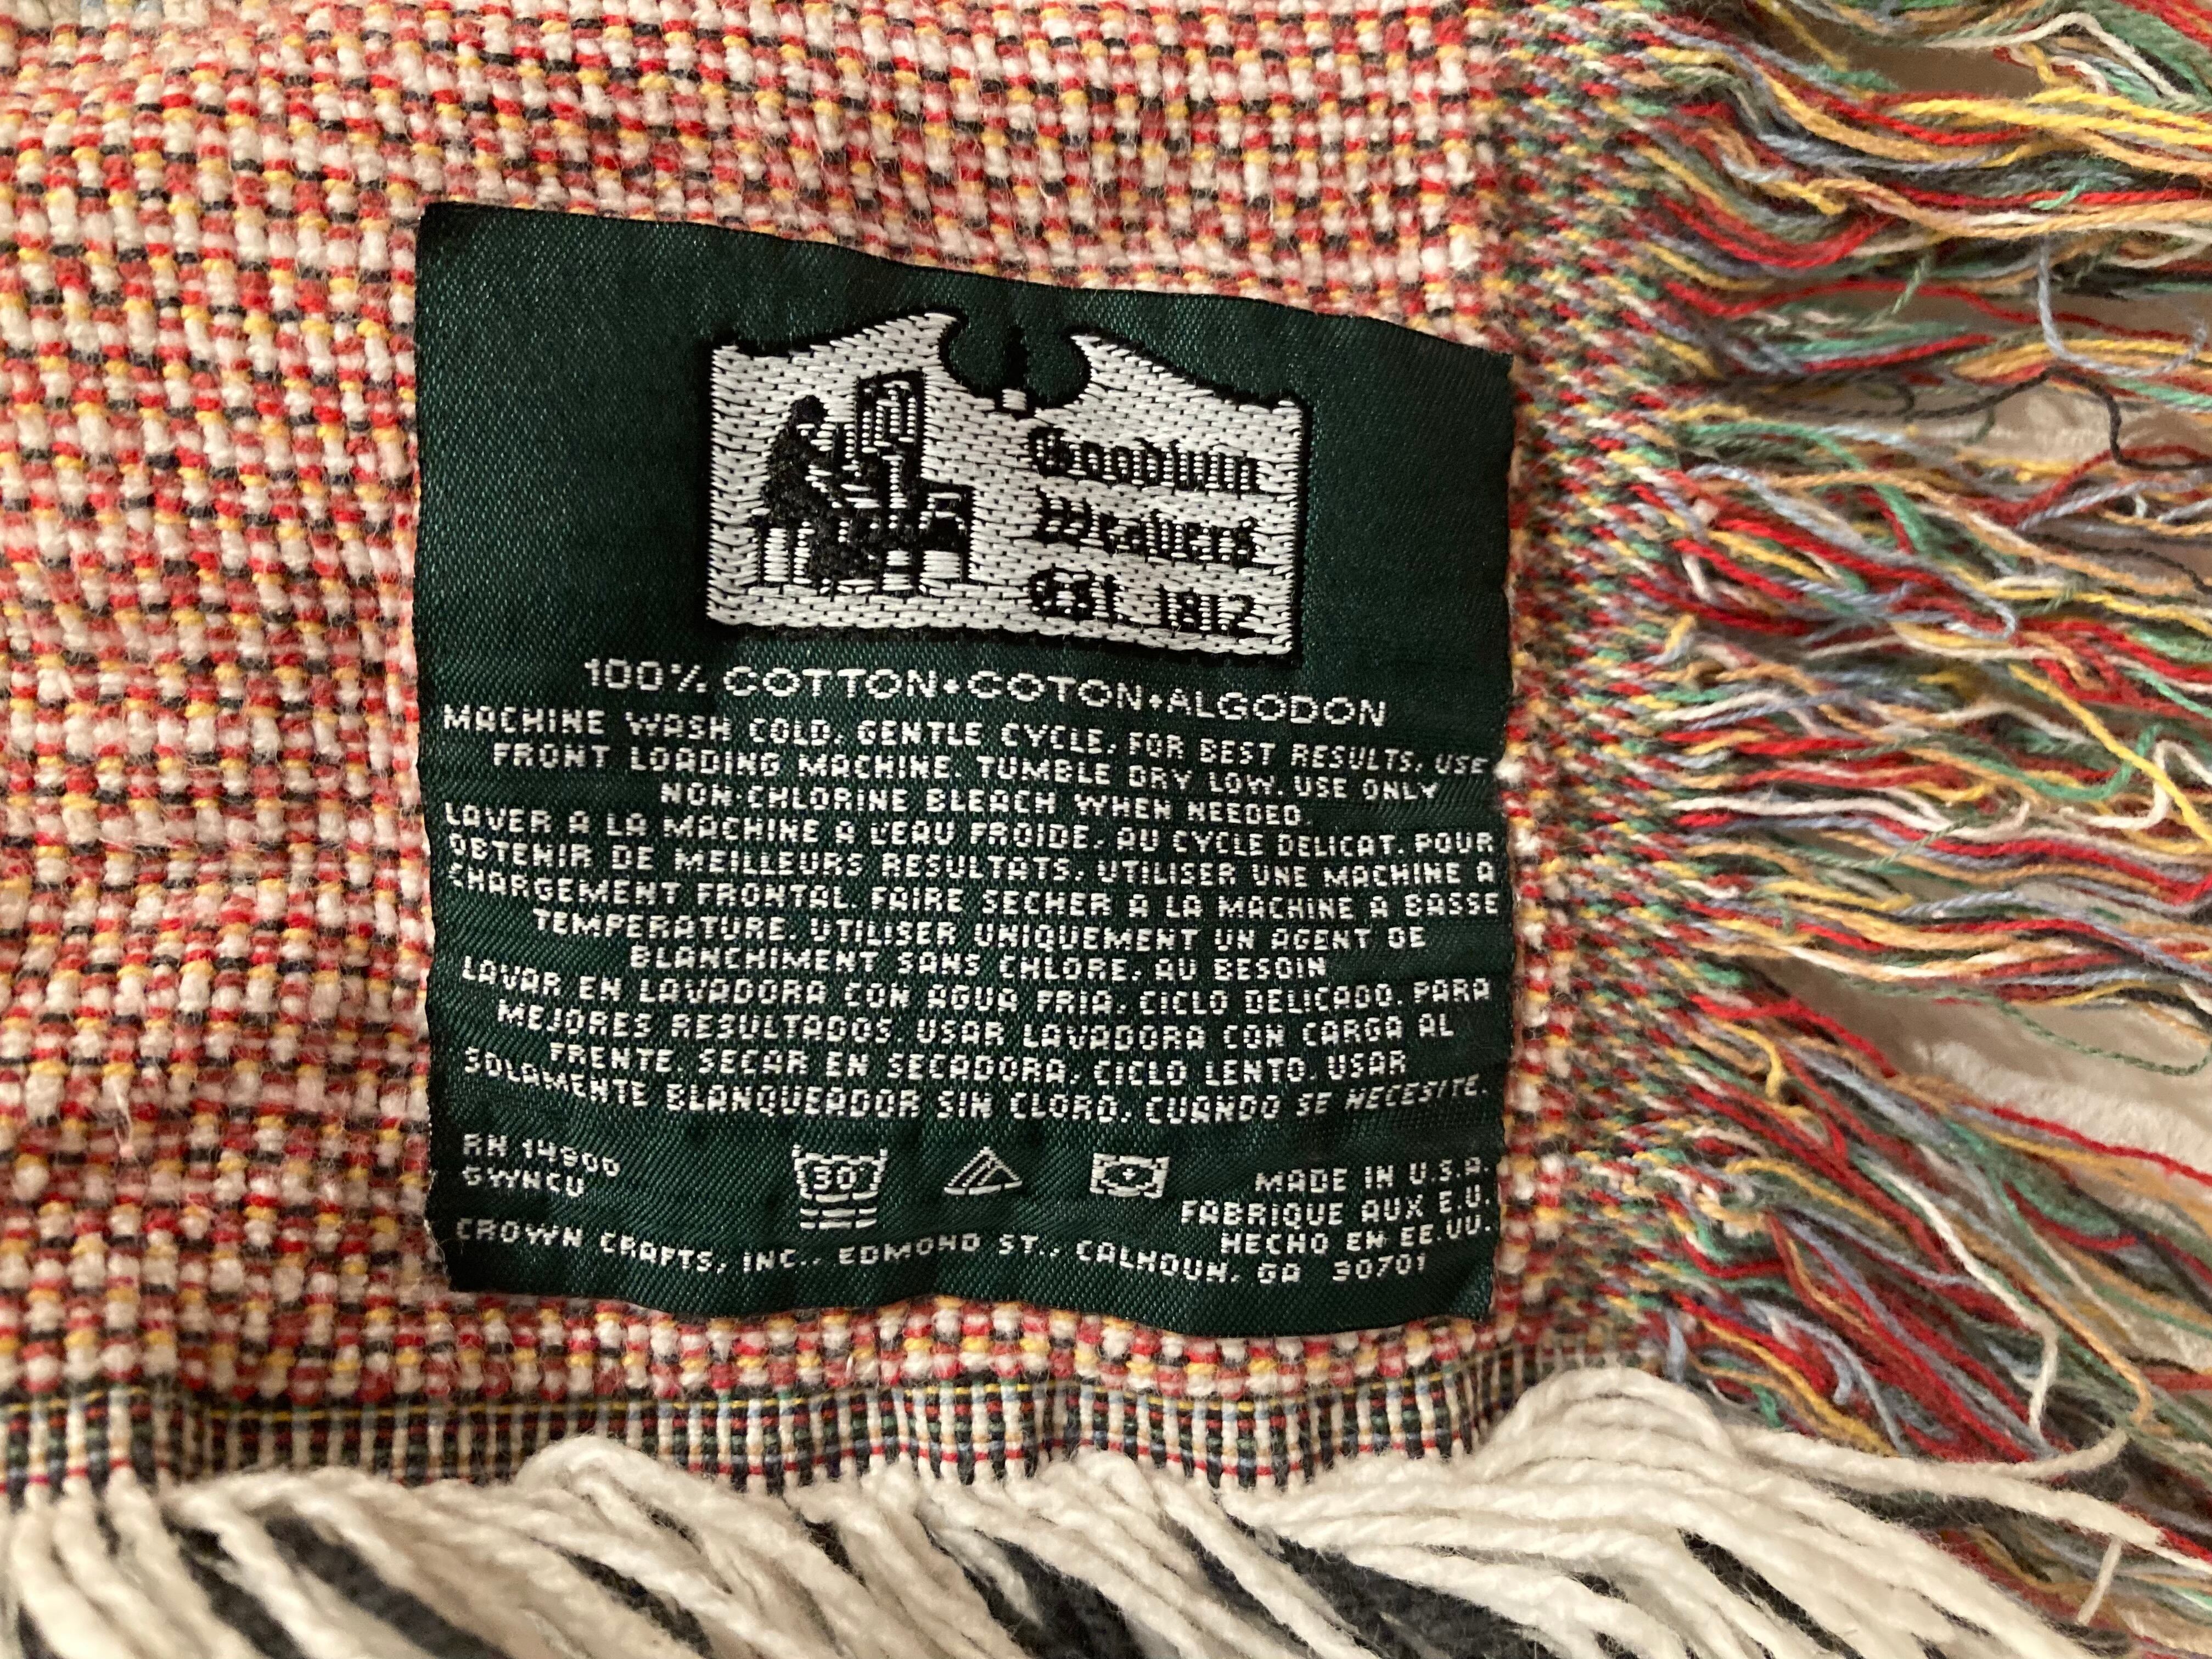 Goodwin
Weavers
Est. 1812
100% COTTON•COTON•ALGODON
MACHINE WASH COLD, GENTLE CYCLE, FOR BEST RESULTS, USE
FRONT LOADING MACHINE. TUMBLE DRY LOW. USE ONLY
NON-CHLORINE BLEACH WHEN NEEDED.
LAVER A LA MACHINE A L'EAU FROIDE, AU CYCLE DELICAT. POUR
OBTENIR DE MEILLEURS RESULTATS, UTILISER UNE MACHINE A
CHARGEMENT FRONTAL. FAIRE SECHER A LA MACHINE A BASSE
TEMPERATURE. UTILISER UNIQUEMENT UN AGENT DE
BLANCHIMENT SANS CHLORE, AU BESOIN
LAVAR EN LAVADORA CON AGUA FRIA, CICLO DELICADO. PARA
MEJORES RESULTADOS, USAR LAVADORA CON CARGA AL
FRENTE. SECAR EN SECADORA, CICLO LENTO. USAR
SOLAMENTE BLANQUEADOR SIN CLORO, CUANDO SE NECESITE.
RN 14900
GWNCU
30°
MADE IN U.S.A.
FABRIQUE AUX E.U.
HECHO EN EE.UU.
CROWN CRAFTS, INC., EDMOND ST., CALHOUN, GA 30701